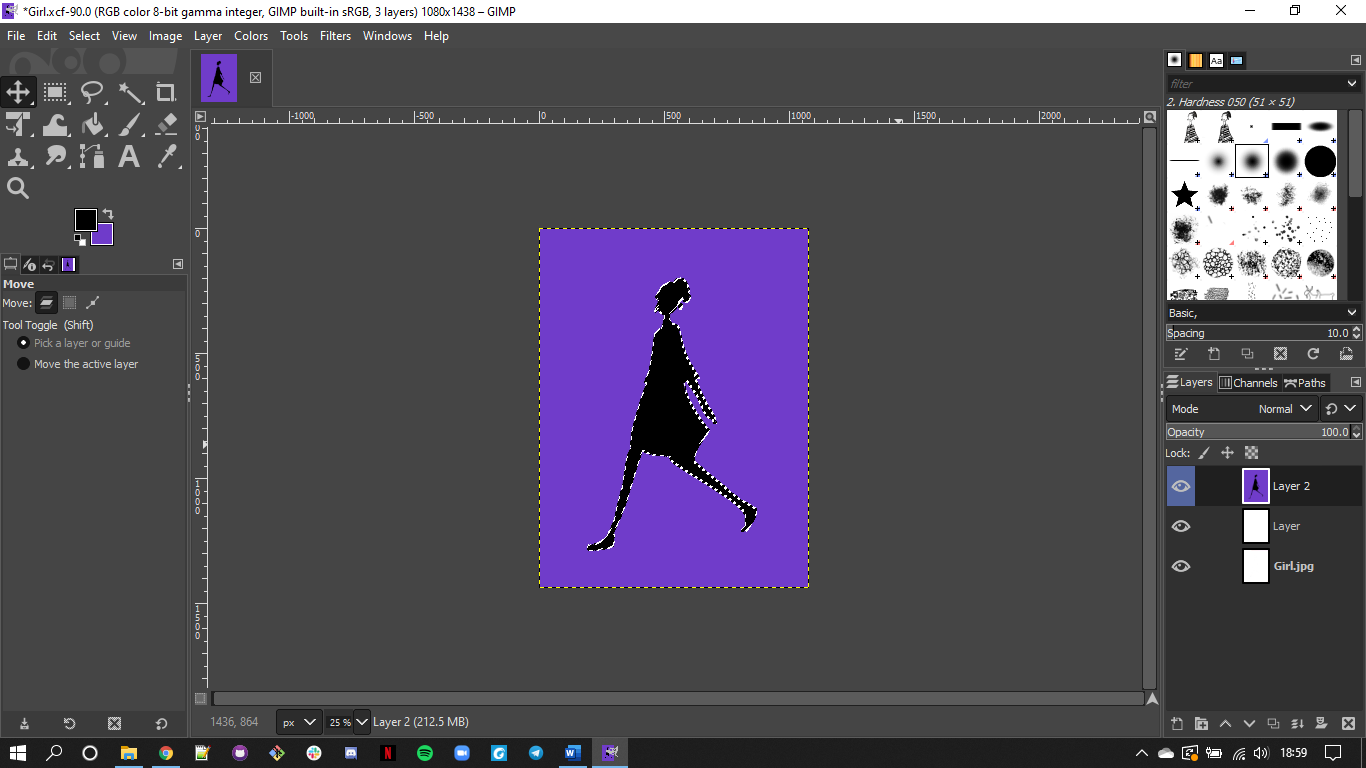 *Girl.xcf-90.0 (RGB color 8-bit gamma integer, GIMP built-in sRGB, 3 layers) 1080x1438 – GIMP
File Edit Select View Image Layer Colors Tools Filters Windows Help
filter
2. Hardness 050 (51 × 51)
-1000 -500 0 500 1000 1500 2000
0
500
1000
1500
Move
Move:
Tool Toggle (Shift)
Pick a layer or guide
Move the active layer
Basic,
Spacing 10.0
Layers Channels Paths
Mode Normal
Opacity 100.0
Lock:
Layer 2
Layer
Girl.jpg
1436, 864 px 25 % Layer 2 (212.5 MB)
18:59